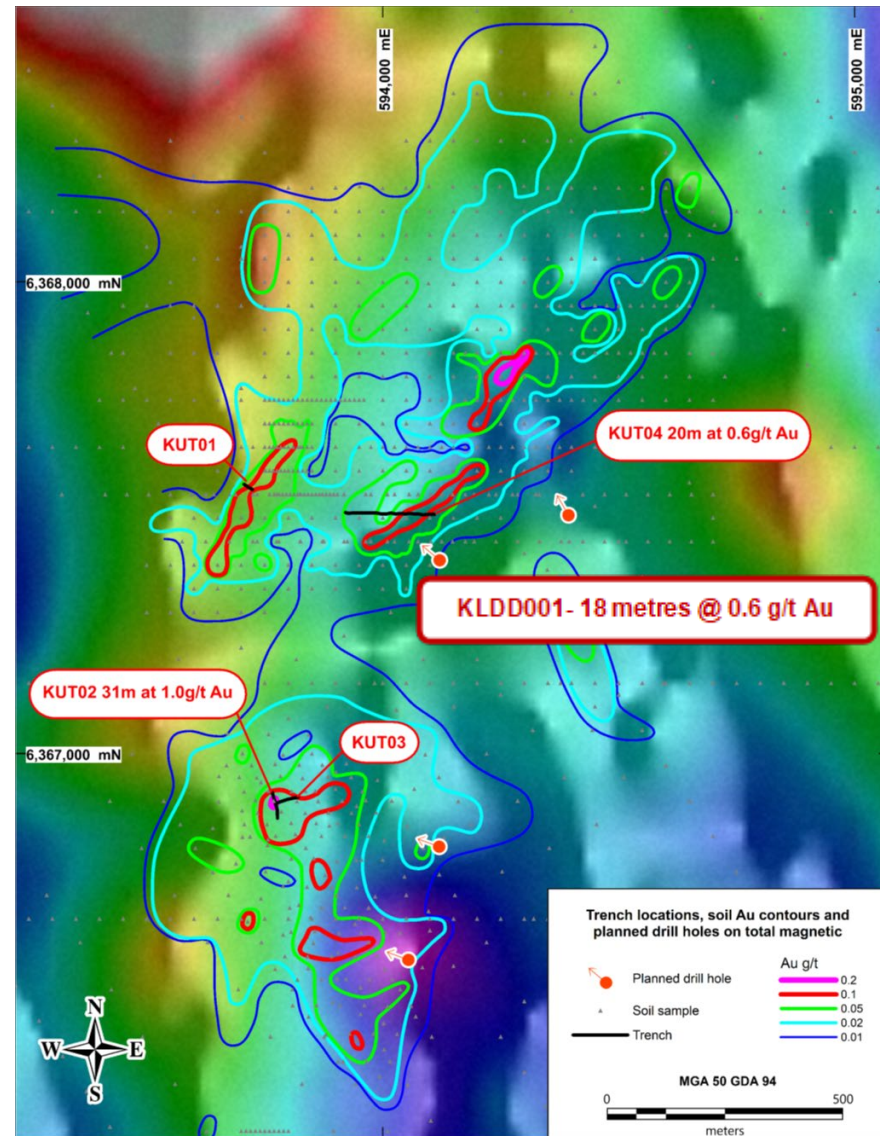 594,000 mE
595,000 mE
6,368,000 mN
KUT01
KUT04 20m at 0.6g/t Au
KLDD001- 18 metres @ 0.6 g/t Au
KUT02 31m at 1.0g/t Au
KUT03
6,367,000 mN
N
W
E
S
Trench locations, soil Au contours and
planned drill holes on total magnetic
Planned drill hole
Soil sample
Trench
Au g/t
0.2
0.1
0.05
0.02
0.01
MGA 50 GDA 94
0
500
meters